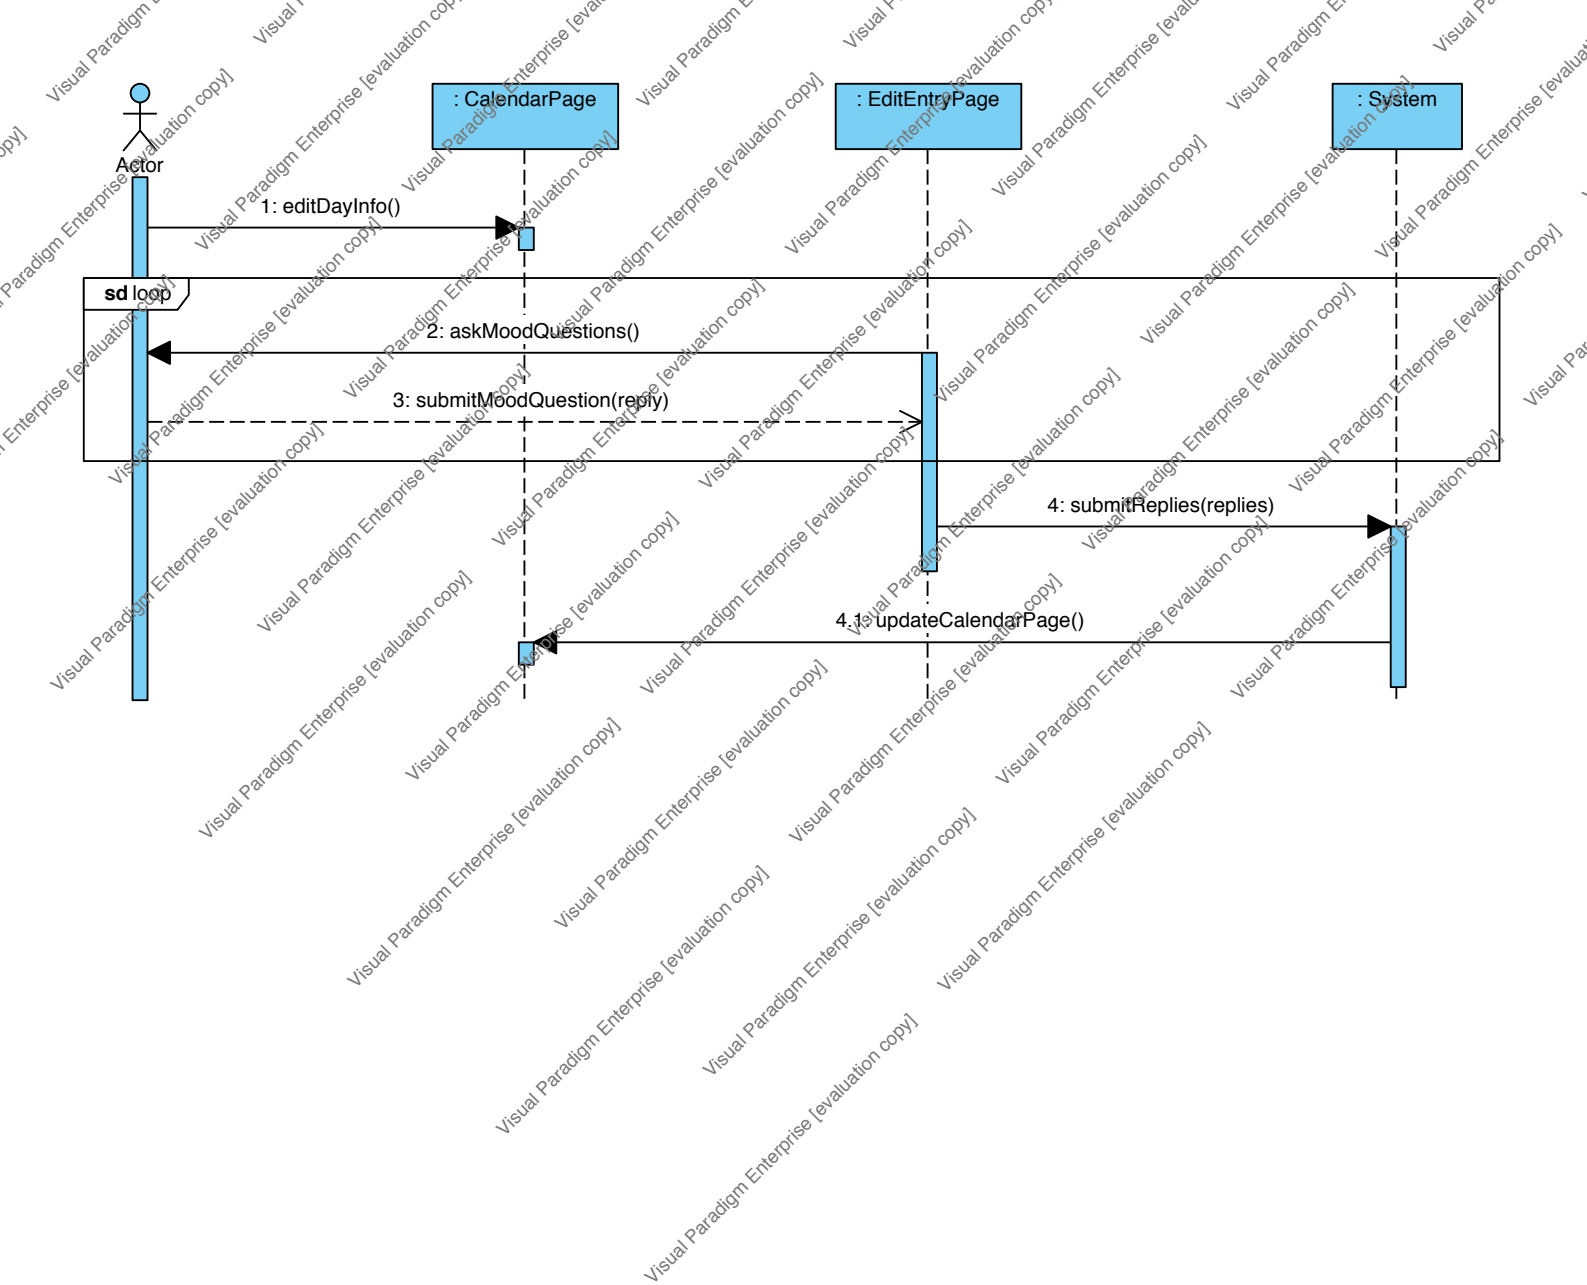 : CalendarPage
: EditEntryPage
: System
Actor
1: editDayInfo()
sd loop
2: askMoodQuestions()
3: submitMoodQuestion(reply)
4: submitReplies(replies)
4.1: updateCalendarPage()
Visual Paradigm Enterprise [evaluation copy]